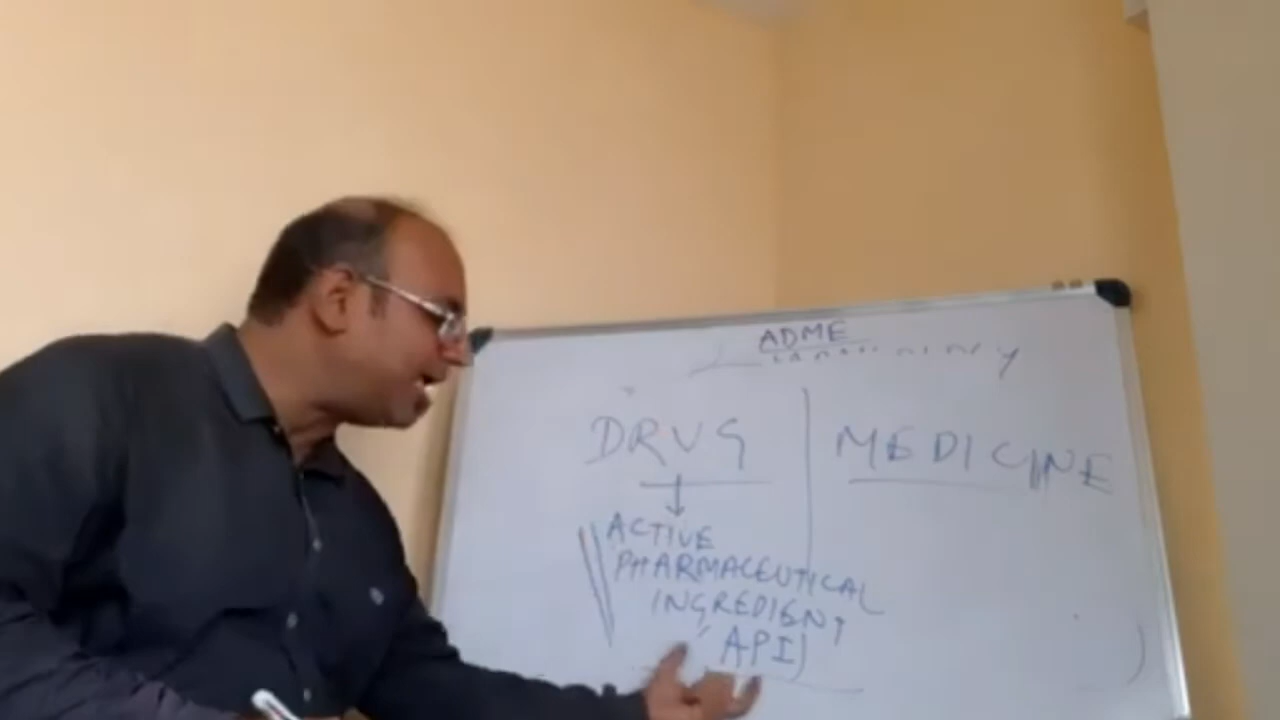 ADME
DRUG
MEDICINE
ACTIVE
PHARMACEUTICAL
INGREDIENT
API)